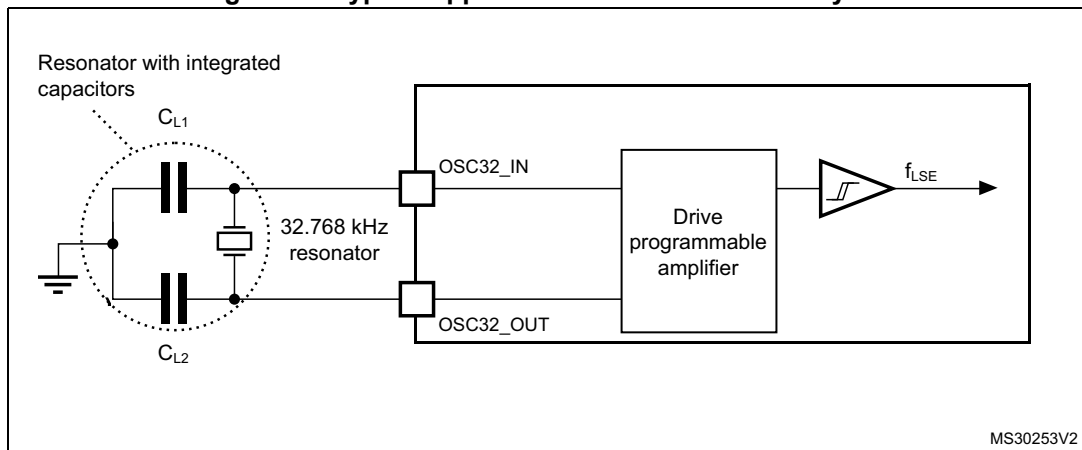 Resonator with integrated
capacitors
C_L1
OSC32_IN
f_LSE
32.768 kHz
resonator
Drive
programmable
amplifier
OSC32_OUT
C_L2
MS30253V2